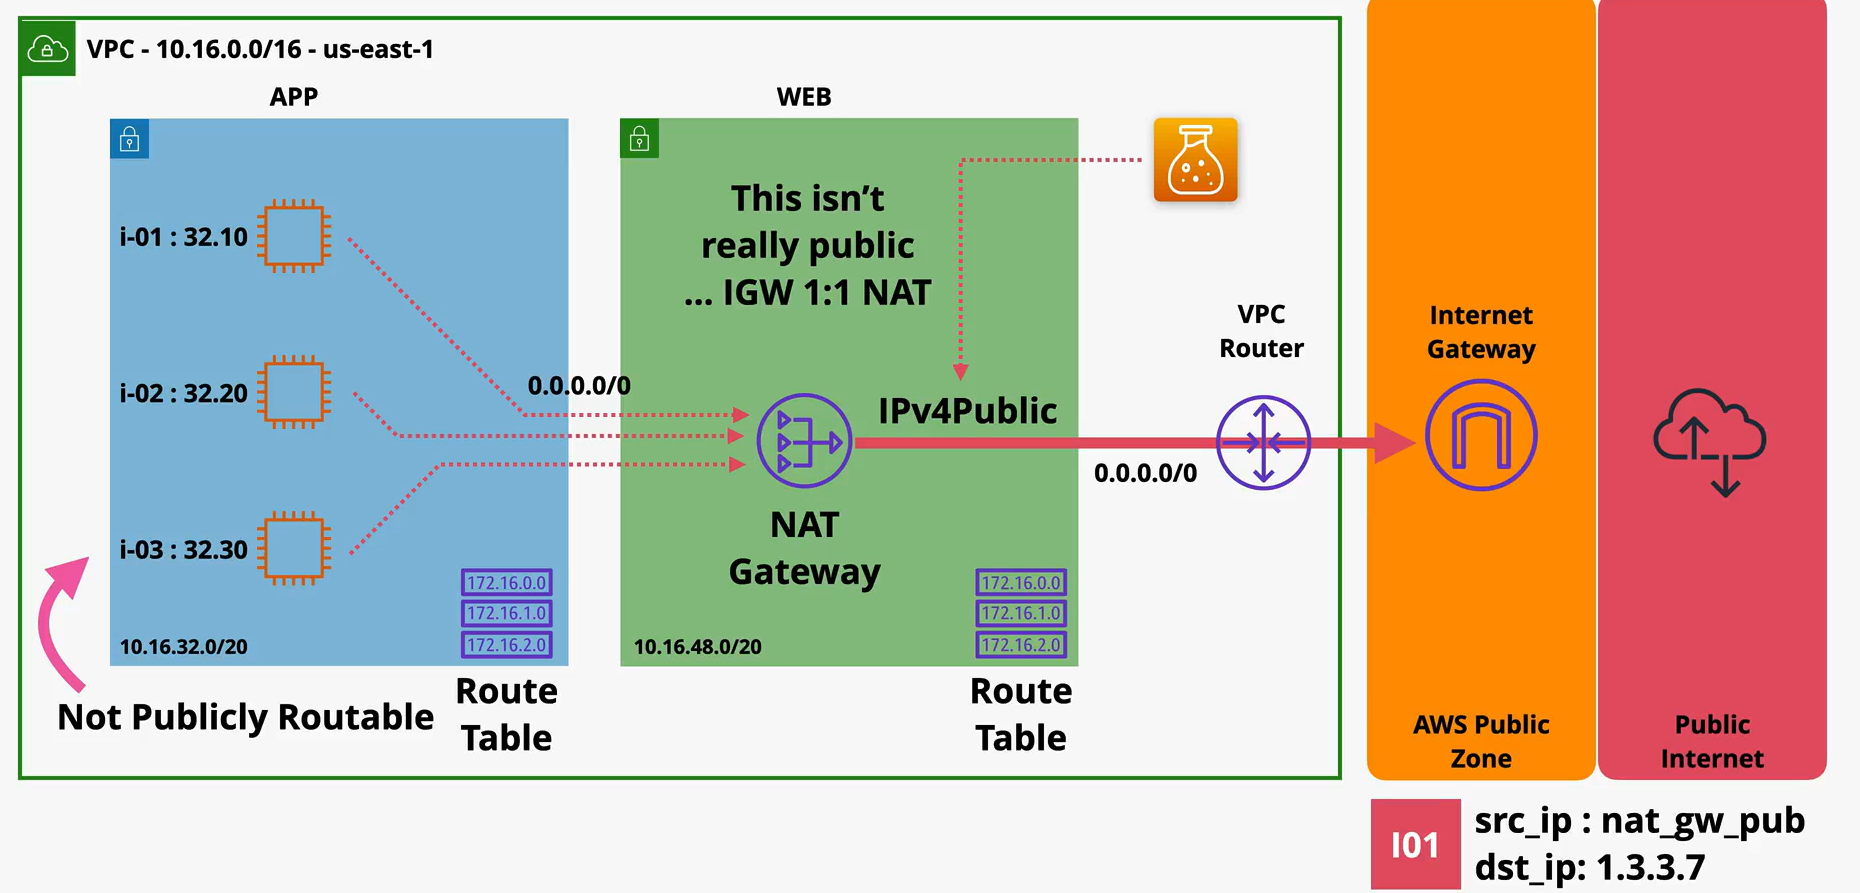 VPC - 10.16.0.0/16 - us-east-1
APP
WEB
This isn't
really public
... IGW 1:1 NAT
i-01 : 32.10
i-02 : 32.20
i-03 : 32.30
0.0.0.0/0
IPv4Public
0.0.0.0/0
VPC
Router
Internet
Gateway
NAT
Gateway
172.16.0.0
172.16.1.0
172.16.2.0
172.16.0.0
172.16.1.0
172.16.2.0
10.16.32.0/20
10.16.48.0/20
Not Publicly Routable
Route
Table
Route
Table
AWS Public
Zone
Public
Internet
I01
src_ip : nat_gw_pub
dst_ip: 1.3.3.7